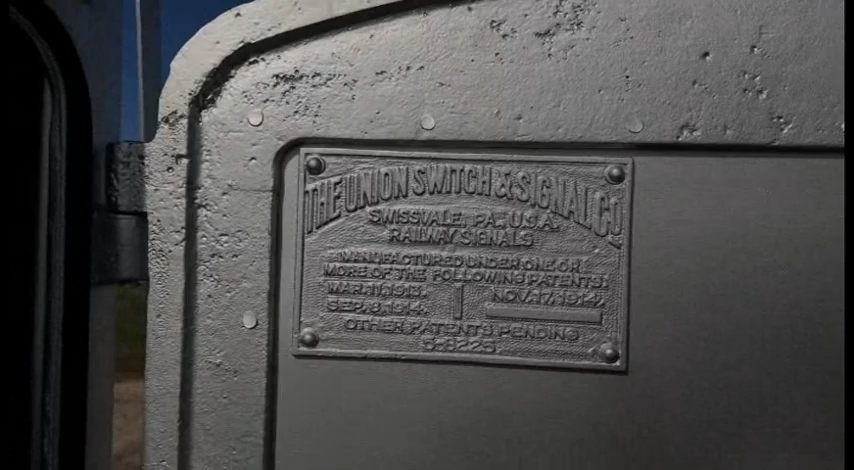 THE UNION SWITCH & SIGNAL CO
SWISSVALE, PA., U.S.A.
RAILWAY SIGNALS
MANUFACTURED UNDER ONE OR
MORE OF THE FOLLOWING PATENTS:
MAR. 11, 1913. NOV. 17, 1914.
SEP. 8, 1914.
OTHER PATENTS PENDING